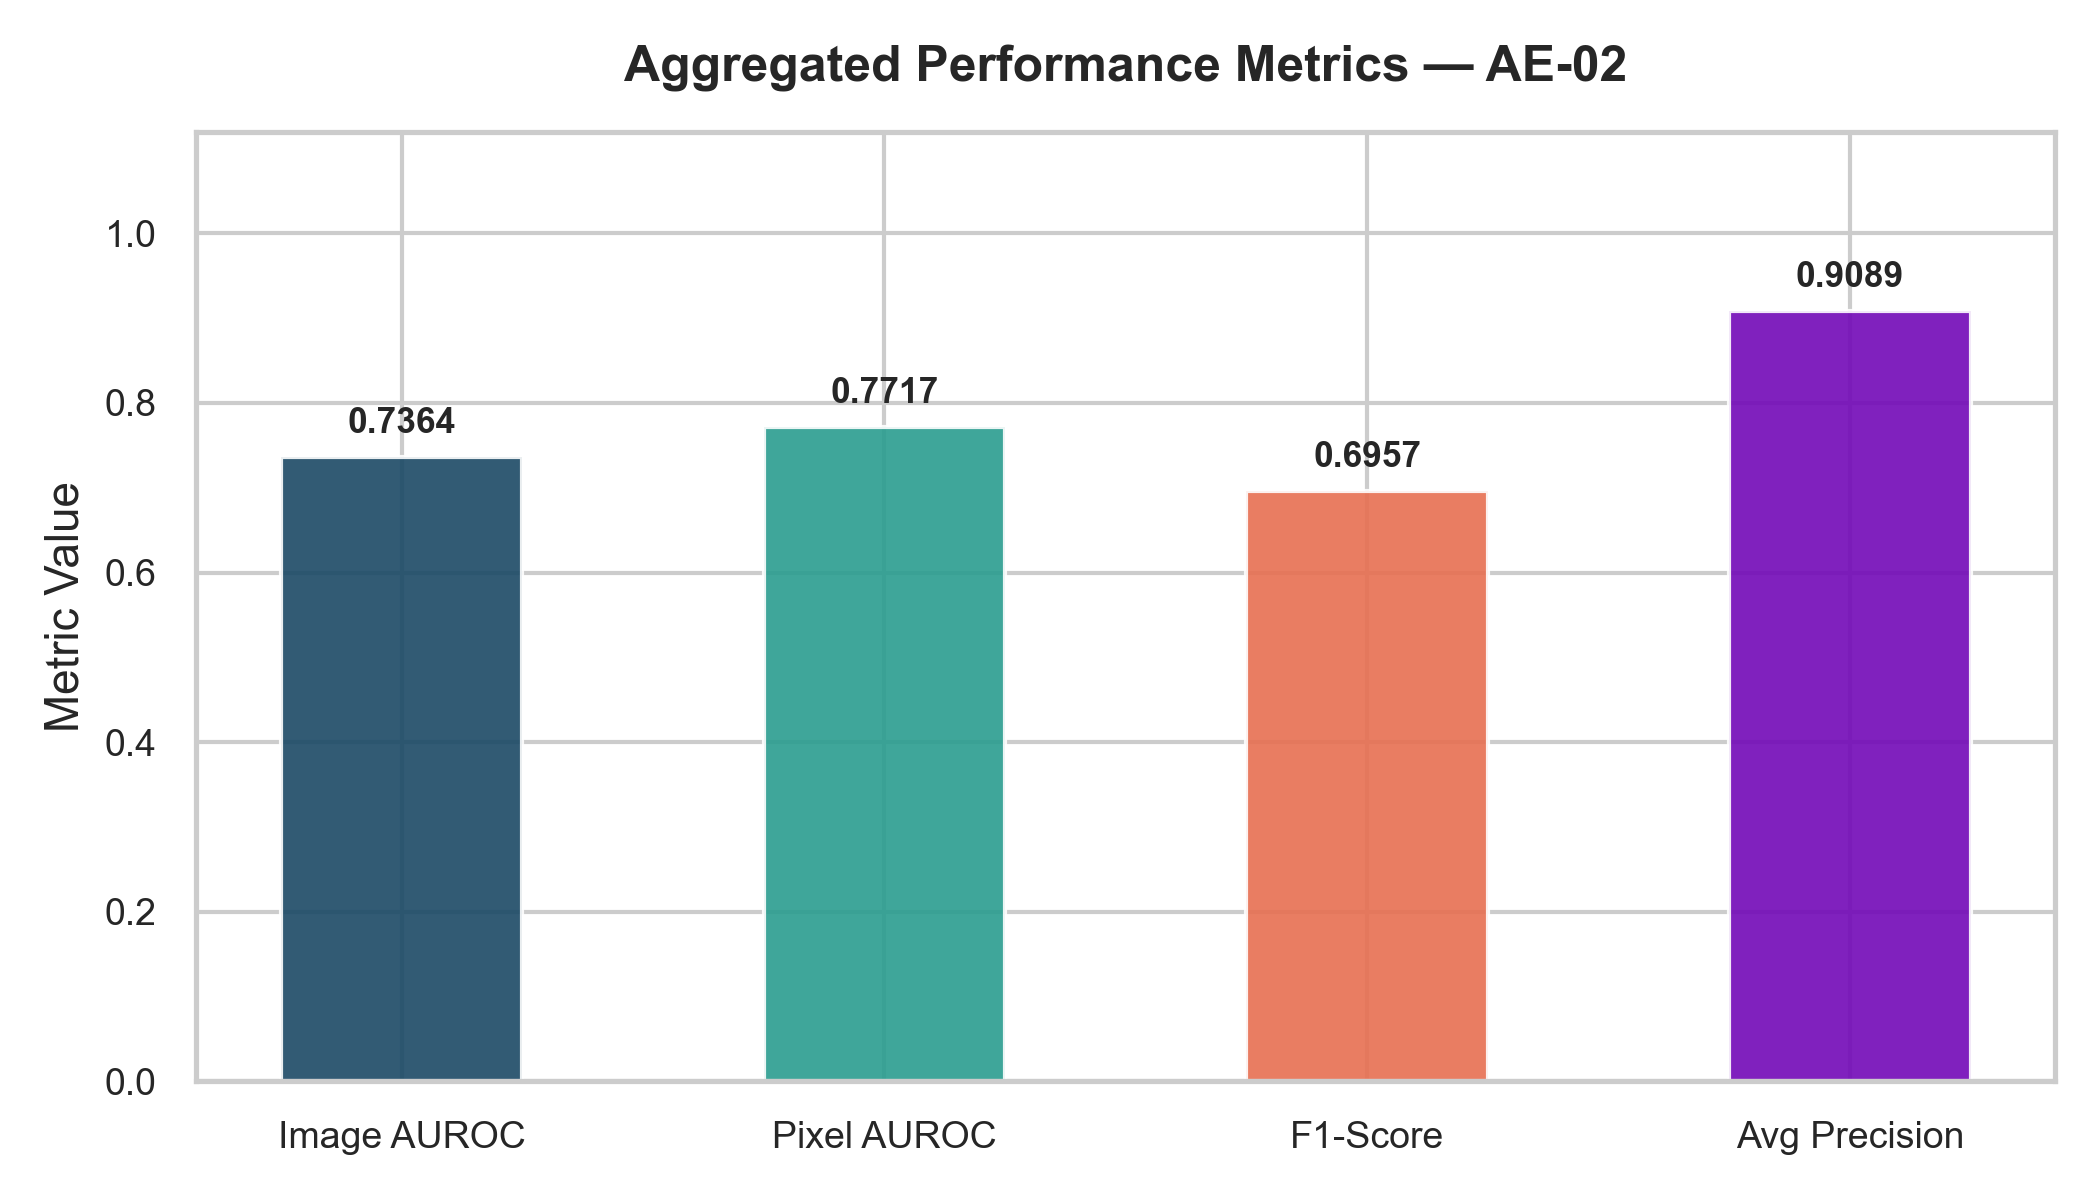 Aggregated Performance Metrics — AE-02
Metric Value
1.0
0.8
0.6
0.4
0.2
0.0
0.7364
0.7717
0.6957
0.9089
Image AUROC
Pixel AUROC
F1-Score
Avg Precision